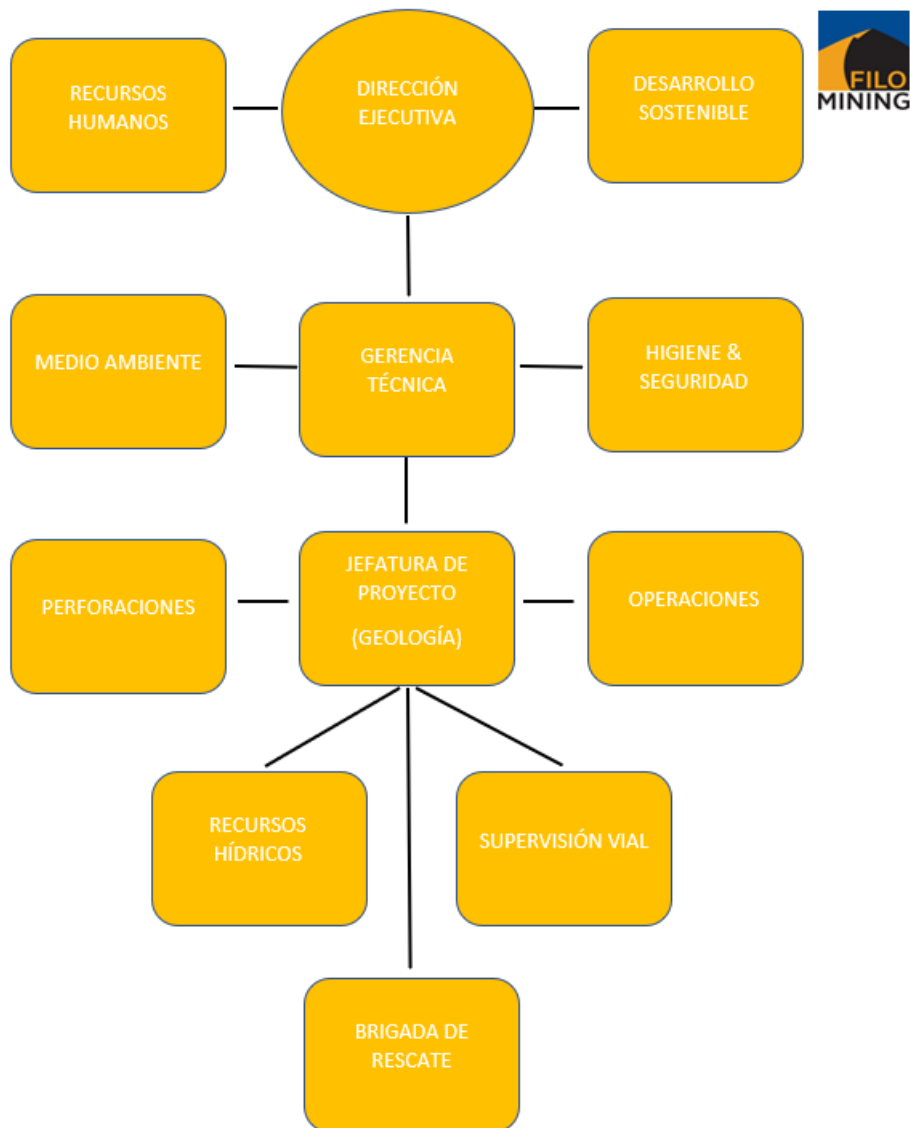 RECURSOS
HUMANOS
DIRECCIÓN
EJECUTIVA
DESARROLLO
SOSTENIBLE
FILO
MINING
MEDIO AMBIENTE
GERENCIA
TÉCNICA
HIGIENE &
SEGURIDAD
PERFORACIONES
JEFATURA DE
PROYECTO
(GEOLOGÍA)
OPERACIONES
RECURSOS
HÍDRICOS
SUPERVISIÓN VIAL
BRIGADA DE
RESCATE